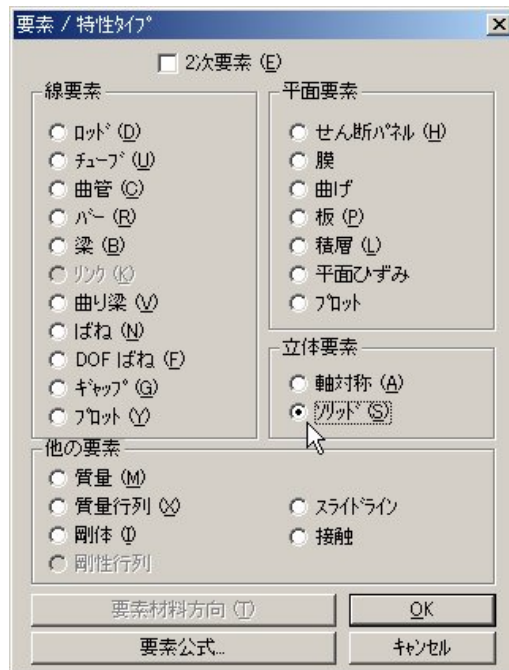 要素 / 特性ﾀｲﾌﾟ
2次要素 (E)
線要素
ﾛｯﾄﾞ (D)
ﾁｭｰﾌﾞ (U)
曲管 (C)
ﾊﾞｰ (R)
梁 (B)
ﾘﾝｸ (K)
曲り梁 (V)
ばね (N)
DOF ばね (F)
ｷﾞｬｯﾌﾟ (G)
ﾌﾟﾛｯﾄ (Y)
平面要素
せん断ﾊﾟﾈﾙ (H)
膜
曲げ
板 (P)
積層 (L)
平面ひずみ
ﾌﾟﾛｯﾄ
立体要素
軸対称 (A)
ｿﾘｯﾄﾞ (S)
他の要素
質量 (M)
質量行列 (X)
剛体 (I)
剛性行列
ｽﾗｲﾄﾞﾗｲﾝ
接触
要素材料方向 (T)
OK
要素公式...
ｷｬﾝｾﾙ